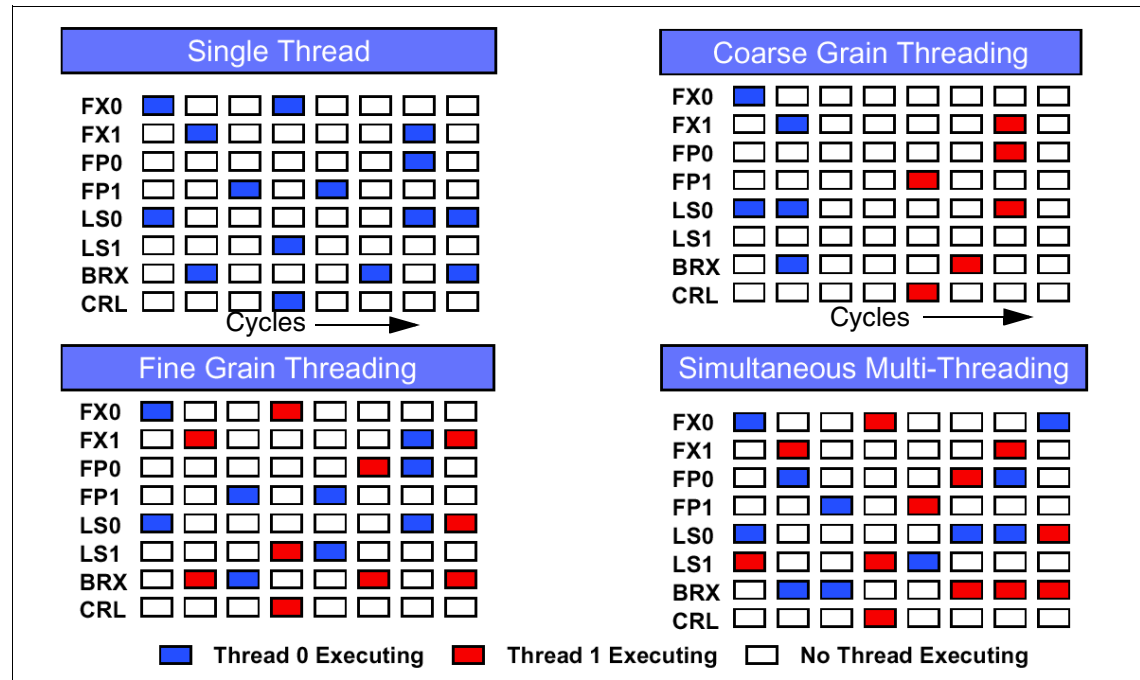 Single Thread
FX0
FX1
FP0
FP1
LS0
LS1
BRX
CRL
Cycles
Coarse Grain Threading
FX0
FX1
FP0
FP1
LS0
LS1
BRX
CRL
Cycles
Fine Grain Threading
FX0
FX1
FP0
FP1
LS0
LS1
BRX
CRL
Simultaneous Multi-Threading
FX0
FX1
FP0
FP1
LS0
LS1
BRX
CRL
Thread 0 Executing Thread 1 Executing No Thread Executing